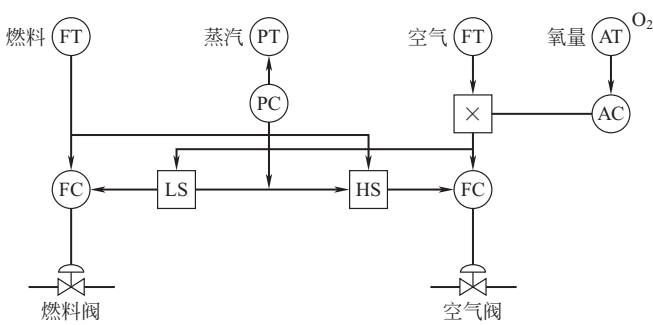 燃料 FT 蒸汽 PT 空气 FT 氧量 AT O₂
PC × AC
FC LS HS FC
燃料阀 空气阀